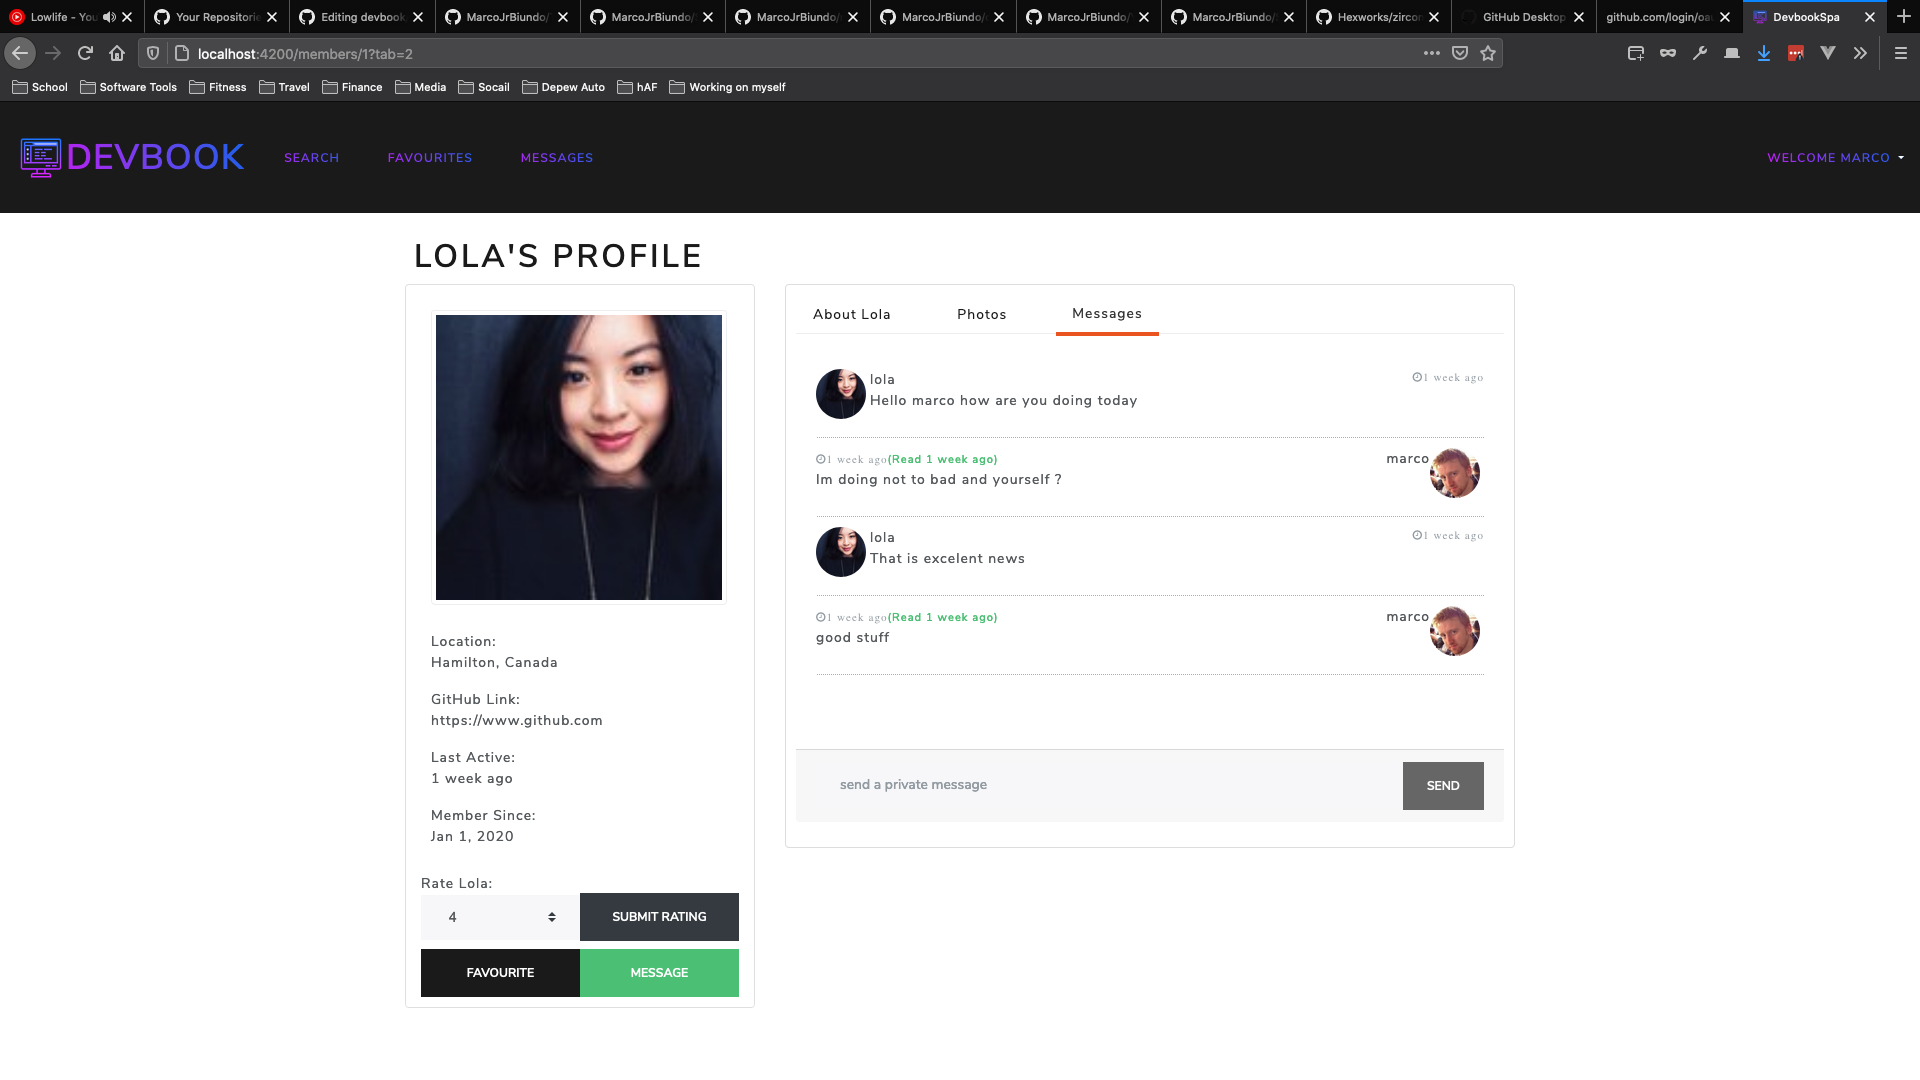 Lowlife - You
Your Repositorie
Editing devbook
MarcoJrBiundo/
MarcoJrBiundo/
MarcoJrBiundo/
MarcoJrBiundo/
MarcoJrBiundo/
MarcoJrBiundo/
Hexworks/zircon
GitHub Desktop
github.com/login/oau
DevbookSpa
localhost:4200/members/1?tab=2
School
Software Tools
Fitness
Travel
Finance
Media
Socail
Depew Auto
hAF
Working on myself
DEVBOOK
SEARCH
FAVOURITES
MESSAGES
WELCOME MARCO
LOLA'S PROFILE
Location:
Hamilton, Canada
GitHub Link:
https://www.github.com
Last Active:
1 week ago
Member Since:
Jan 1, 2020
Rate Lola:
4
SUBMIT RATING
FAVOURITE
MESSAGE
About Lola
Photos
Messages
lola
1 week ago
Hello marco how are you doing today
1 week ago(Read 1 week ago)
marco
Im doing not to bad and yourself ?
lola
1 week ago
That is excelent news
1 week ago(Read 1 week ago)
marco
good stuff
send a private message
SEND